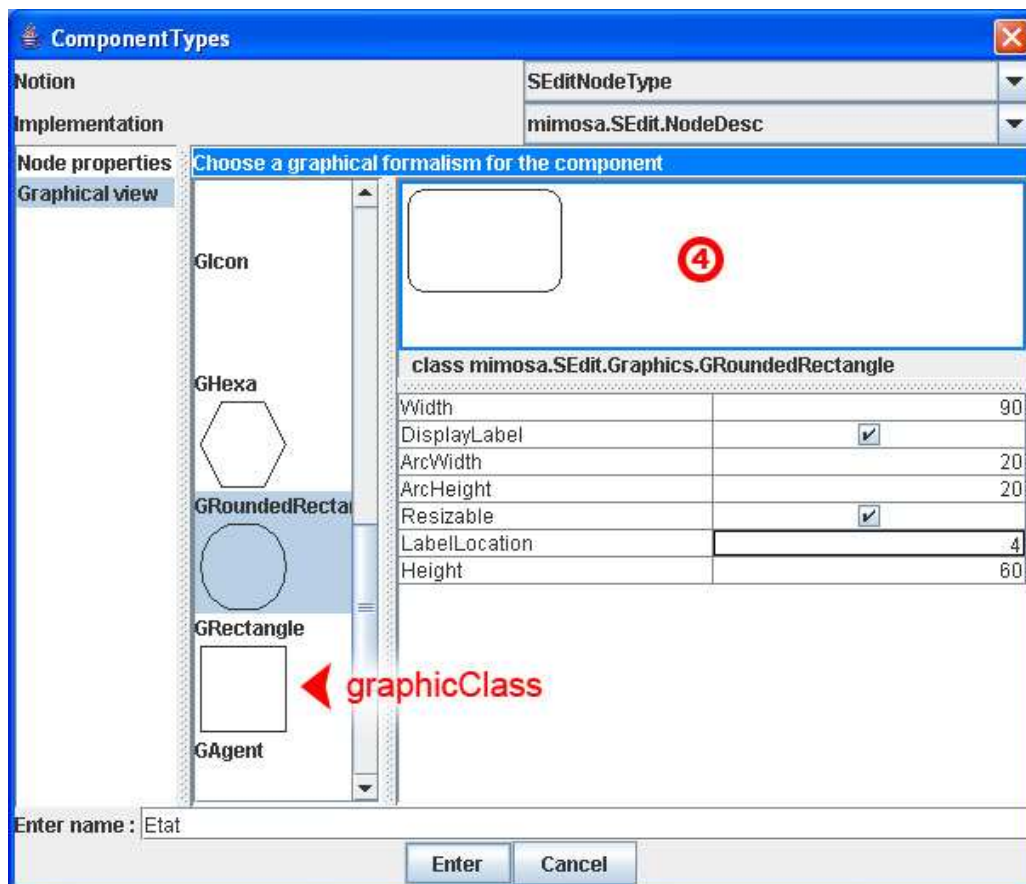 ComponentTypes
Notion SEditNodeType
Implementation mimosa.SEdit.NodeDesc
Node properties
Graphical view
Choose a graphical formalism for the component
GIcon
GHexa
GRoundedRecta
GRectangle
GAgent
4
class mimosa.SEdit.Graphics.GRoundedRectangle
Width 90
DisplayLabel
ArcWidth 20
ArcHeight 20
Resizable
LabelLocation 4
Height 60
graphicClass
Enter name : Etat
Enter Cancel